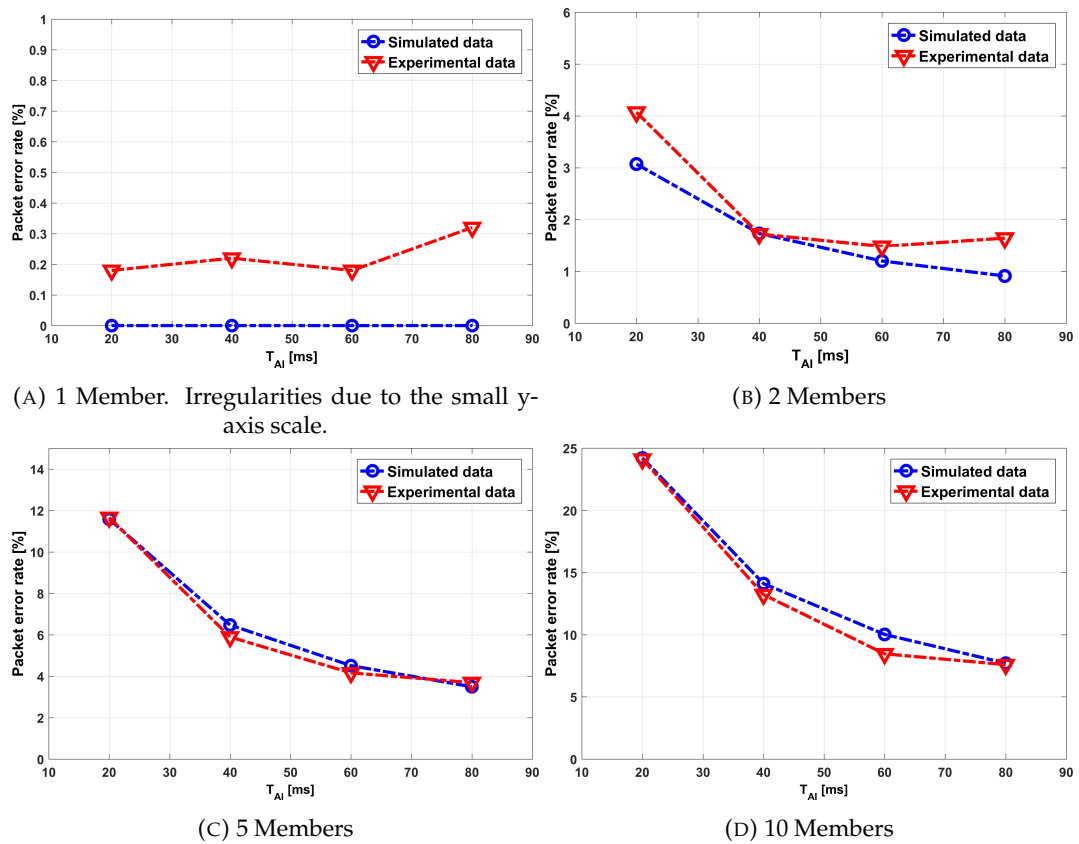 1
0.9
0.8
0.7
0.6
0.5
0.4
0.3
0.2
0.1
0
Packet error rate [%]
Simulated data
Experimental data
10 20 30 40 50 60 70 80 90
T_AI [ms]
(A) 1 Member. Irregularities due to the small y-
axis scale.
6
5
4
3
2
1
0
Packet error rate [%]
Simulated data
Experimental data
10 20 30 40 50 60 70 80 90
T_AI [ms]
(B) 2 Members
14
12
10
8
6
4
2
0
Packet error rate [%]
Simulated data
Experimental data
10 20 30 40 50 60 70 80 90
T_AI [ms]
(C) 5 Members
25
20
15
10
5
0
Packet error rate [%]
Simulated data
Experimental data
10 20 30 40 50 60 70 80 90
T_AI [ms]
(D) 10 Members